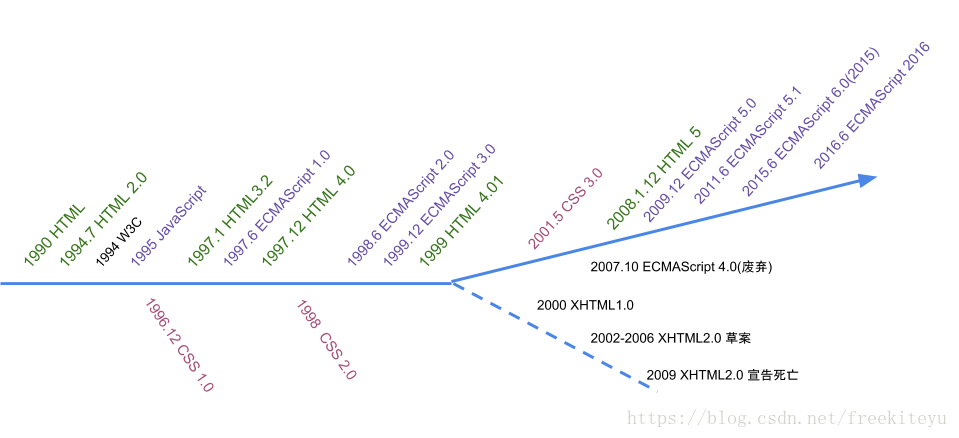 1990 HTML
1994.7 HTML 2.0
1994 W3C
1995 JavaScript
1997.1 HTML3.2
1997.6 ECMAScript 1.0
1997.12 HTML 4.0
1998.6 ECMAScript 2.0
1999.12 ECMAScript 3.0
1999 HTML 4.01
2001.5 CSS 3.0
2008.1.12 HTML 5
2009.12 ECMAScript 5.0
2011.6 ECMAScript 5.1
2015.6 ECMAScript 6.0(2015)
2016.6 ECMAScript 2016
1996.12 CSS 1.0
1998 CSS 2.0
2007.10 ECMAScript 4.0(废弃)
2000 XHTML1.0
2002-2006 XHTML2.0 草案
2009 XHTML2.0 宣告死亡
https://blog.csdn.net/freekiteyu